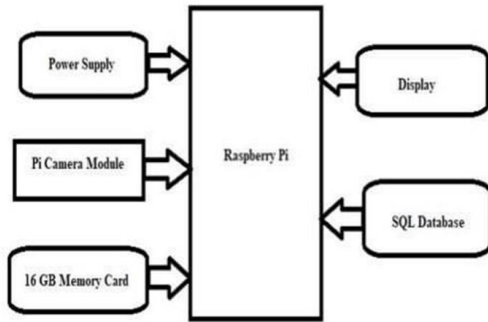 Power Supply
Pi Camera Module
16 GB Memory Card
Raspberry Pi
Display
SQL Database